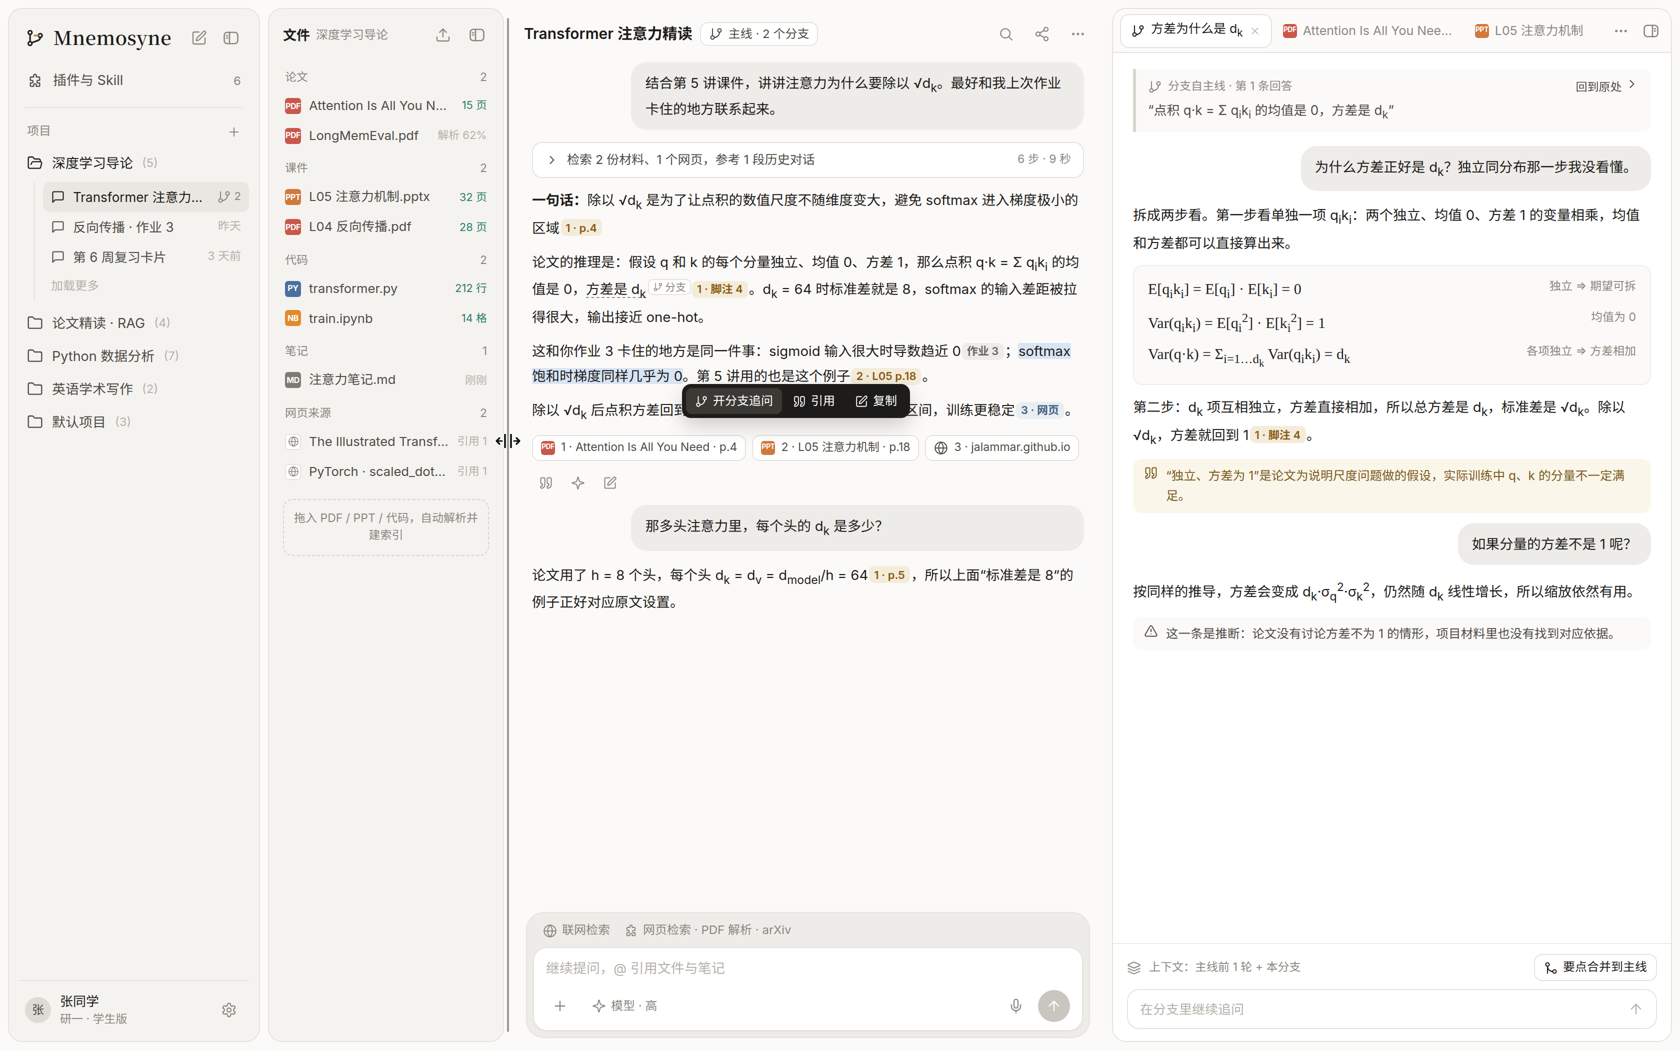 Mnemosyne
插件与 Skill 6
项目
深度学习导论 (5)
Transformer 注意力... 2
反向传播 · 作业 3 昨天
第 6 周复习卡片 3 天前
加载更多
论文精读 · RAG (4)
Python 数据分析 (7)
英语学术写作 (2)
默认项目 (3)
张 张同学
研一 · 学生版
文件 深度学习导论
论文 2
PDF Attention Is All You N... 15 页
PDF LongMemEval.pdf 解析 62%
课件 2
PPT L05 注意力机制.pptx 32 页
PDF L04 反向传播.pdf 28 页
代码 2
PY transformer.py 212 行
NB train.ipynb 14 格
笔记 1
MD 注意力笔记.md 刚刚
网页来源 2
The Illustrated Transf... 引用 1
PyTorch · scaled_dot... 引用 1
拖入 PDF / PPT / 代码，自动解析并
建索引
Transformer 注意力精读 主线 · 2 个分支
结合第 5 讲课件，讲讲注意力为什么要除以 √dk。最好和我上次作业
卡住的地方联系起来。
检索 2 份材料、1 个网页，参考 1 段历史对话 6 步 · 9 秒
一句话：除以 √dk 是为了让点积的数值尺度不随维度变大，避免 softmax 进入梯度极小的
区域 1 · p.4
论文的推理是：假设 q 和 k 的每个分量独立、均值 0、方差 1，那么点积 q·k = Σ qiki 的均
值是 0，方差是 dk 分支 1 · 脚注 4 。dk = 64 时标准差就是 8，softmax 的输入差距被拉
得很大，输出接近 one-hot。
这和你作业 3 卡住的地方是同一件事：sigmoid 输入很大时导数趋近 0 作业 3 ；softmax
饱和时梯度同样几乎为 0。第 5 讲用的也是这个例子 2 · L05 p.18 。
开分支追问 引用 复制
除以 √dk 后点积方差回到 区间，训练更稳定 3 · 网页 。
PDF 1 · Attention Is All You Need · p.4 PPT 2 · L05 注意力机制 · p.18 3 · jalammar.github.io
那多头注意力里，每个头的 dk 是多少？
论文用了 h = 8 个头，每个头 dk = dv = dmodel/h = 64 1 · p.5 ，所以上面“标准差是 8”的
例子正好对应原文设置。
联网检索 网页检索 · PDF 解析 · arXiv
继续提问，@ 引用文件与笔记
模型 · 高
方差为什么是 dk × PDF Attention Is All You Nee... PPT L05 注意力机制
分支自主线 · 第 1 条回答 回到原处
“点积 q·k = Σ qiki 的均值是 0，方差是 dk”
为什么方差正好是 dk？独立同分布那一步我没看懂。
拆成两步看。第一步看单独一项 qiki：两个独立、均值 0、方差 1 的变量相乘，均值
和方差都可以直接算出来。
E[qiki] = E[qi] · E[ki] = 0 独立 ⇒ 期望可拆
Var(qiki) = E[qi²] · E[ki²] = 1 均值为 0
Var(q·k) = Σi=1…dk Var(qiki) = dk 各项独立 ⇒ 方差相加
第二步：dk 项互相独立，方差直接相加，所以总方差是 dk，标准差是 √dk。除以
√dk，方差就回到 1 1 · 脚注 4 。
“独立、方差为 1”是论文为说明尺度问题做的假设，实际训练中 q、k 的分量不一定满
足。
如果分量的方差不是 1 呢？
按同样的推导，方差会变成 dk·σq²·σk²，仍然随 dk 线性增长，所以缩放依然有用。
这一条是推断：论文没有讨论方差不为 1 的情形，项目材料里也没有找到对应依据。
上下文：主线前 1 轮 + 本分支 要点合并到主线
在分支里继续追问